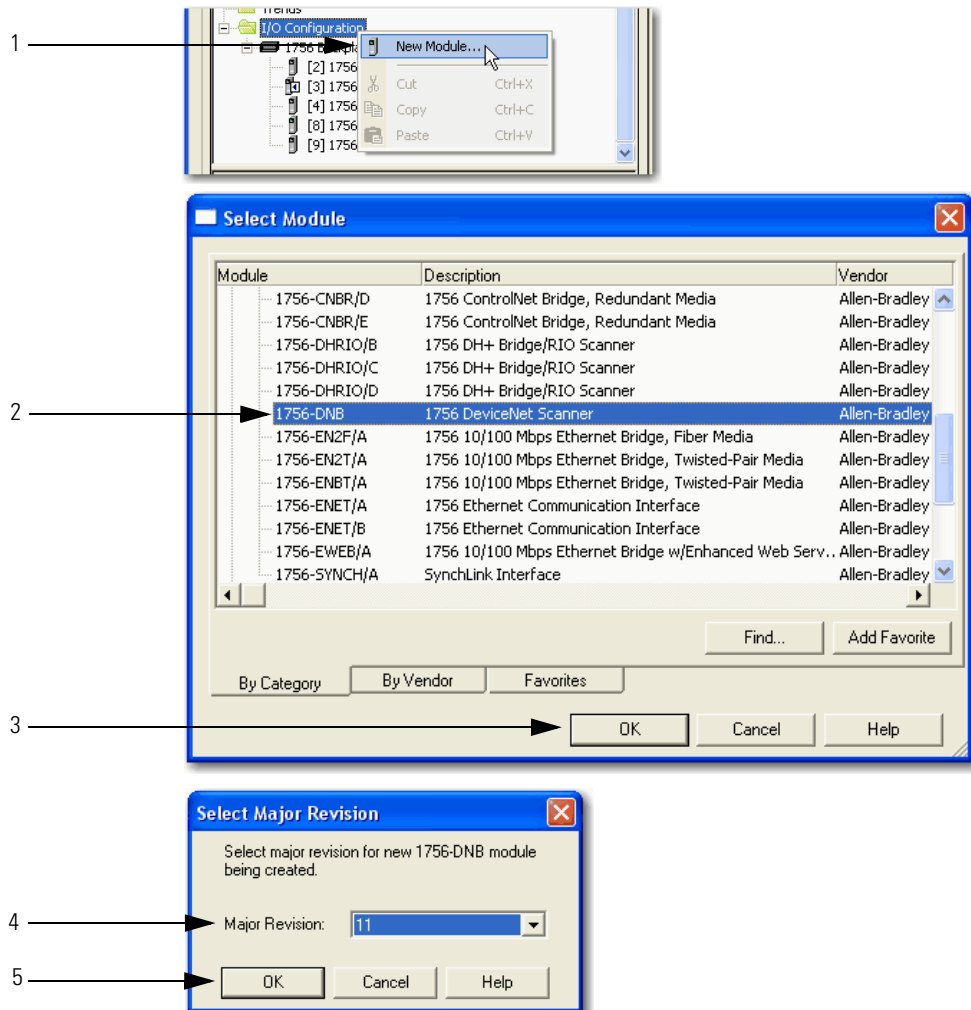 Trends
I/O Configuration
1
1756 Backpla
New Module...
[2] 1756
[3] 1756
Cut Ctrl+X
[4] 1756
Copy Ctrl+C
[8] 1756
[9] 1756
Paste Ctrl+V
Select Module
Module Description Vendor
1756-CNBR/D 1756 ControlNet Bridge, Redundant Media Allen-Bradley
1756-CNBR/E 1756 ControlNet Bridge, Redundant Media Allen-Bradley
1756-DHRIO/B 1756 DH+ Bridge/RIO Scanner Allen-Bradley
1756-DHRIO/C 1756 DH+ Bridge/RIO Scanner Allen-Bradley
1756-DHRIO/D 1756 DH+ Bridge/RIO Scanner Allen-Bradley
2 1756-DNB 1756 DeviceNet Scanner Allen-Bradley
1756-EN2F/A 1756 10/100 Mbps Ethernet Bridge, Fiber Media Allen-Bradley
1756-EN2T/A 1756 10/100 Mbps Ethernet Bridge, Twisted-Pair Media Allen-Bradley
1756-ENBT/A 1756 10/100 Mbps Ethernet Bridge, Twisted-Pair Media Allen-Bradley
1756-ENET/A 1756 Ethernet Communication Interface Allen-Bradley
1756-ENET/B 1756 Ethernet Communication Interface Allen-Bradley
1756-EWEB/A 1756 10/100 Mbps Ethernet Bridge w/Enhanced Web Serv.. Allen-Bradley
1756-SYNCH/A SynchLink Interface Allen-Bradley
Find... Add Favorite
By Category By Vendor Favorites
3 OK Cancel Help
Select Major Revision
Select major revision for new 1756-DNB module
being created.
4 Major Revision: 11
5 OK Cancel Help